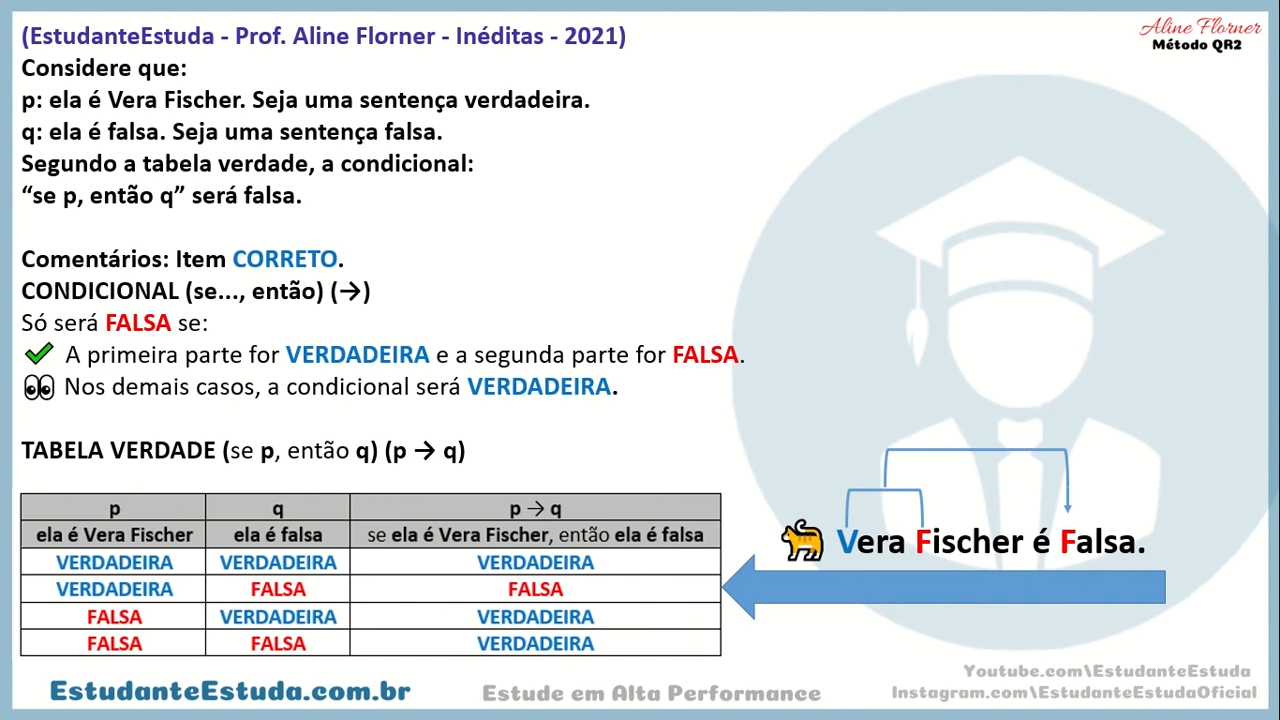 (EstudanteEstuda - Prof. Aline Florner - Inéditas - 2021)
Aline Florner
Método QR2
Considere que:
p: ela é Vera Fischer. Seja uma sentença verdadeira.
q: ela é falsa. Seja uma sentença falsa.
Segundo a tabela verdade, a condicional:
“se p, então q” será falsa.
Comentários: Item CORRETO.
CONDICIONAL (se..., então) (→)
Só será FALSA se:
A primeira parte for VERDADEIRA e a segunda parte for FALSA.
Nos demais casos, a condicional será VERDADEIRA.
TABELA VERDADE (se p, então q) (p → q)
p q p → q
ela é Vera Fischer ela é falsa se ela é Vera Fischer, então ela é falsa
VERDADEIRA VERDADEIRA VERDADEIRA
VERDADEIRA FALSA FALSA
FALSA VERDADEIRA VERDADEIRA
FALSA FALSA VERDADEIRA
Vera Fischer é Falsa.
EstudanteEstuda.com.br
Estude em Alta Performance
Youtube.com/EstudanteEstuda
Instagram.com/EstudanteEstudaOficial